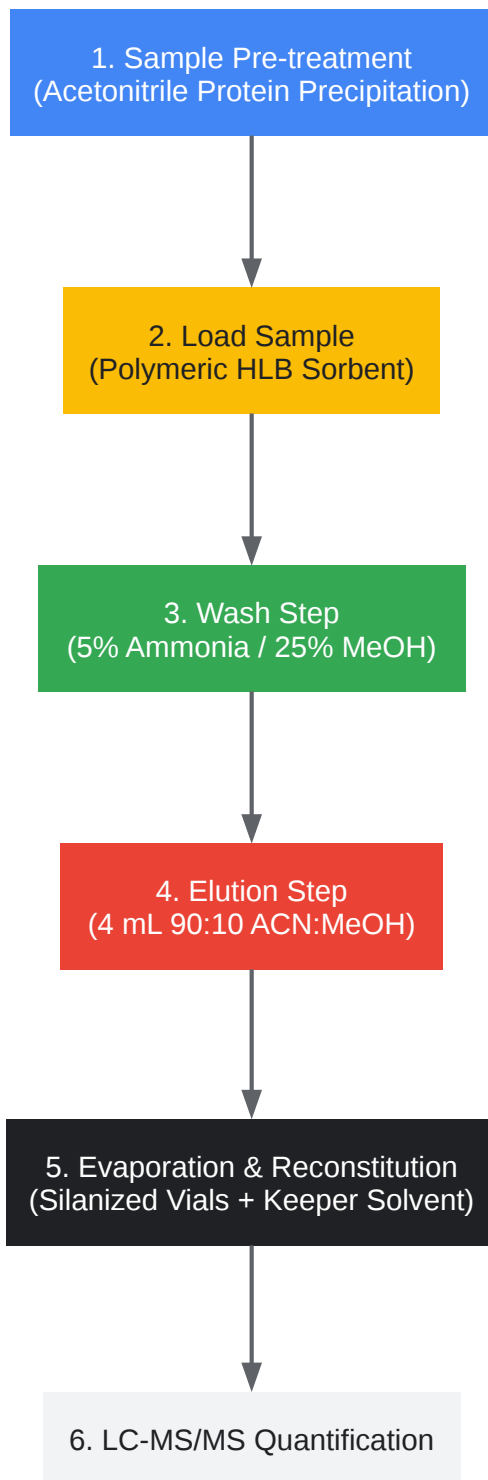 1. Sample Pre-treatment
(Acetonitrile Protein Precipitation)
2. Load Sample
(Polymeric HLB Sorbent)
3. Wash Step
(5% Ammonia / 25% MeOH)
4. Elution Step
(4 mL 90:10 ACN:MeOH)
5. Evaporation & Reconstitution
(Silanized Vials + Keeper Solvent)
6. LC-MS/MS Quantification